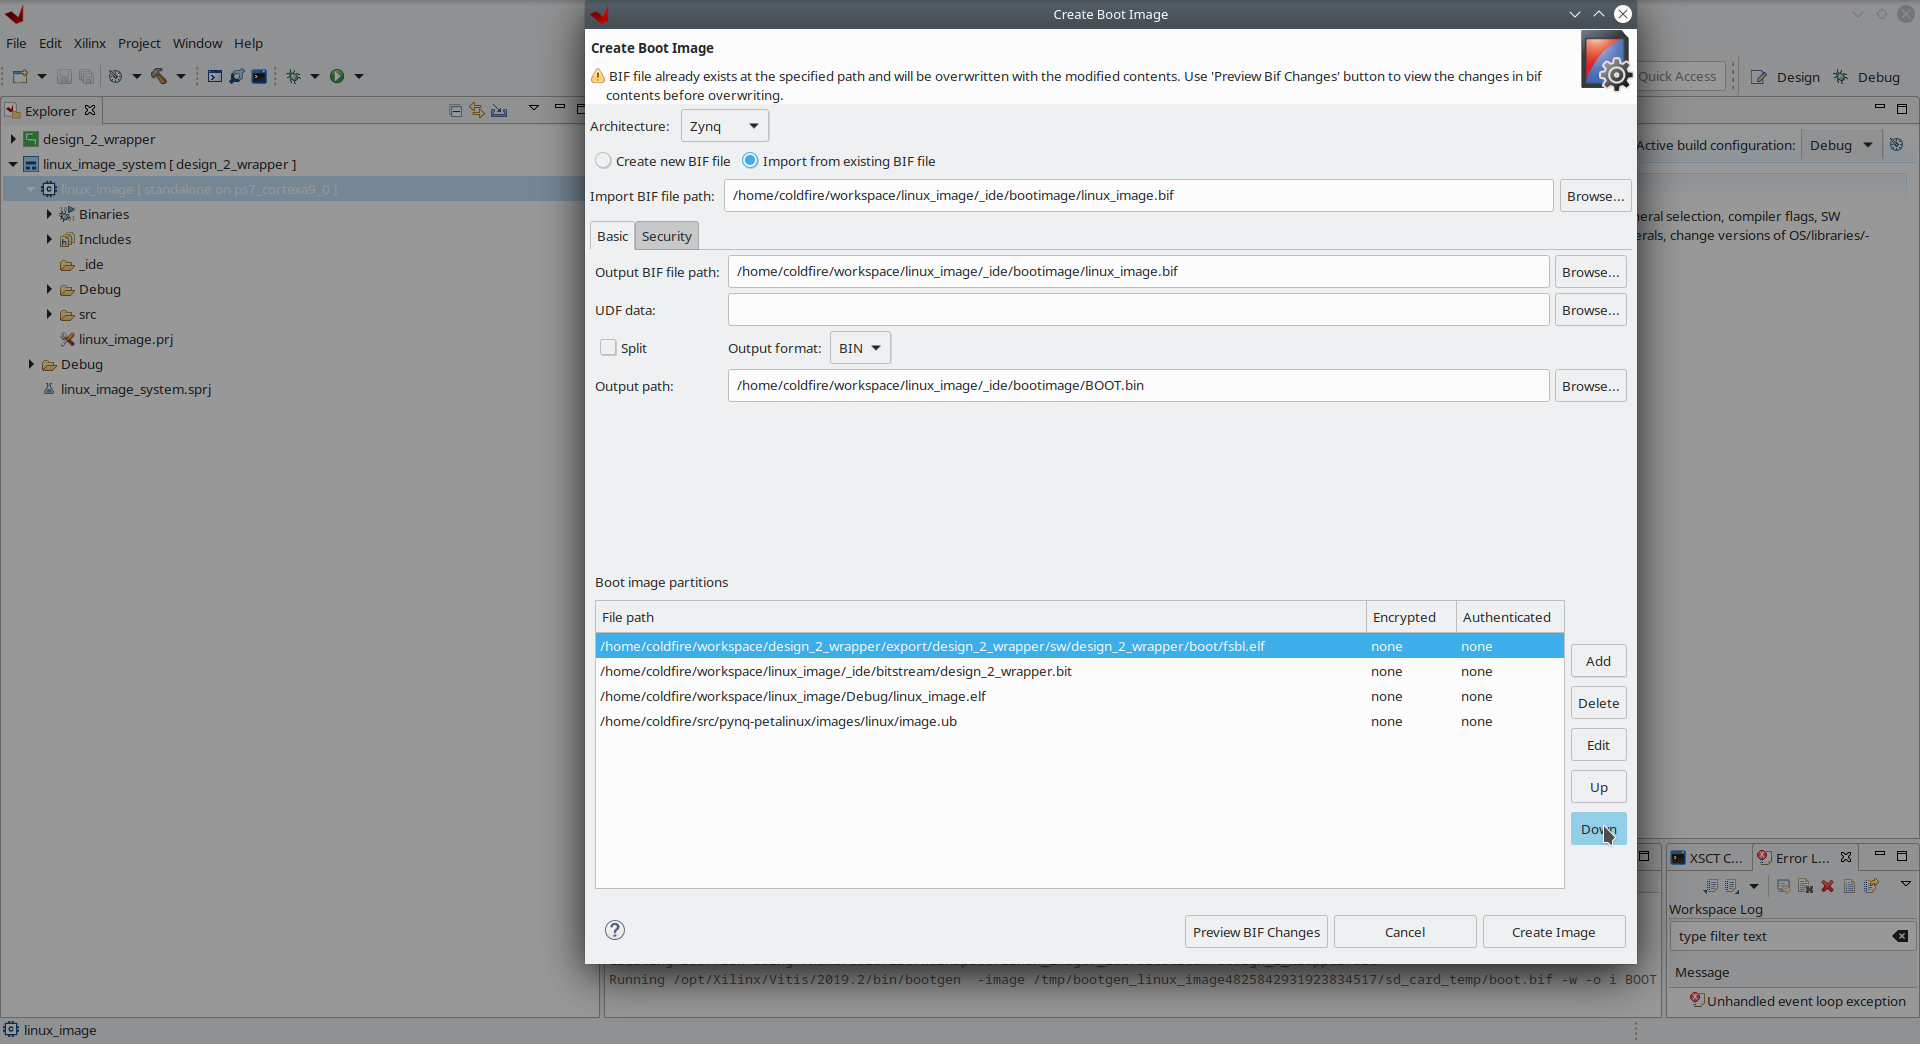 Create Boot Image
File Edit Xilinx Project Window Help
Quick Access
Design
Debug
Explorer
design_2_wrapper
linux_image_system [ design_2_wrapper ]
linux_image [ standalone on ps7_cortexa9_0 ]
Binaries
Includes
_ide
Debug
src
linux_image.prj
Debug
linux_image_system.sprj
Create Boot Image
BIF file already exists at the specified path and will be overwritten with the modified contents. Use 'Preview Bif Changes' button to view the changes in bif
contents before overwriting.
Architecture: Zynq
Create new BIF file Import from existing BIF file
Import BIF file path: /home/coldfire/workspace/linux_image/_ide/bootimage/linux_image.bif Browse...
Basic Security
Output BIF file path: /home/coldfire/workspace/linux_image/_ide/bootimage/linux_image.bif Browse...
UDF data: Browse...
Split Output format: BIN
Output path: /home/coldfire/workspace/linux_image/_ide/bootimage/BOOT.bin Browse...
Boot image partitions
File path Encrypted Authenticated
/home/coldfire/workspace/design_2_wrapper/export/design_2_wrapper/sw/design_2_wrapper/boot/fsbl.elf none none
/home/coldfire/workspace/linux_image/_ide/bitstream/design_2_wrapper.bit none none
/home/coldfire/workspace/linux_image/Debug/linux_image.elf none none
/home/coldfire/src/pynq-petalinux/images/linux/image.ub none none
Add
Delete
Edit
Up
Down
Preview BIF Changes Cancel Create Image
Active build configuration: Debug
eral selection, compiler flags, SW
erals, change versions of OS/libraries/-
XSCT C... Error L...
Workspace Log
type filter text
Message
Unhandled event loop exception
Running /opt/Xilinx/Vitis/2019.2/bin/bootgen -image /tmp/bootgen_linux_image4825842931923834517/sd_card_temp/boot.bif -w -o i BOOT
linux_image